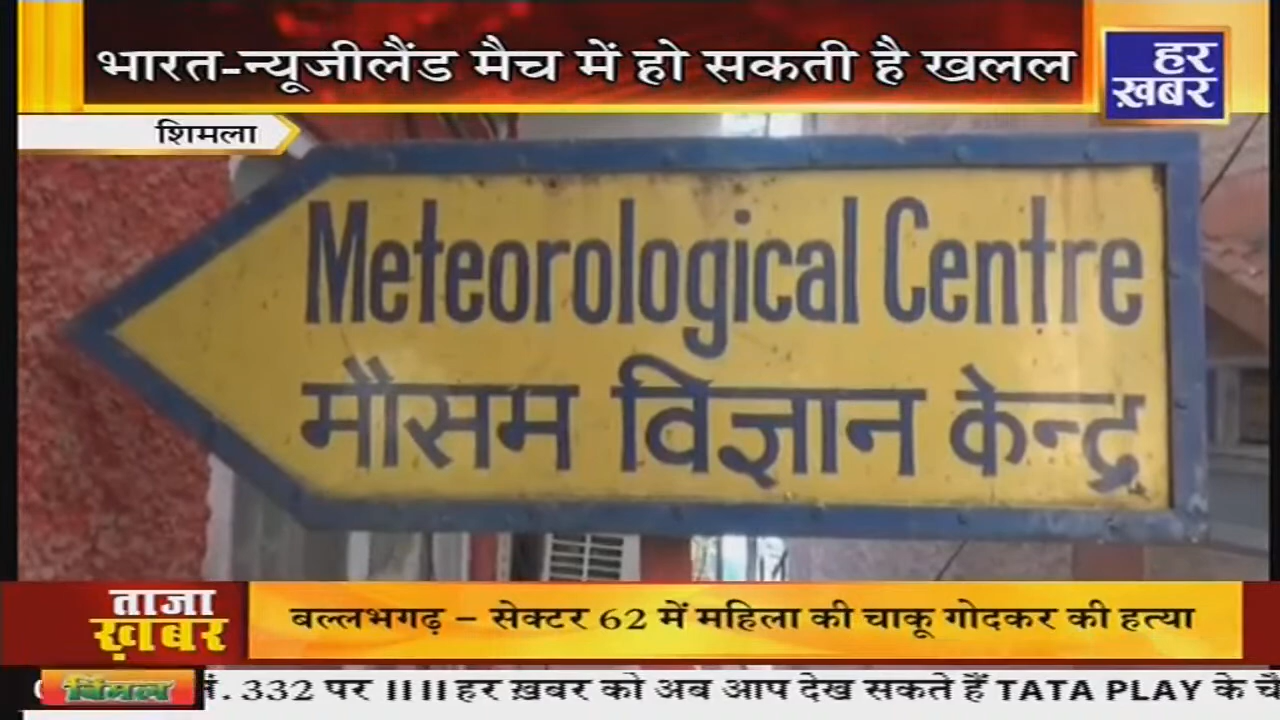 भारत-न्यूजीलैंड मैच में हो सकती है खलल
हर
ख़बर
शिमला
Meteorological Centre
मौसम विज्ञान केन्द्र
ताजा
ख़बर
बल्लभगढ़ – सेक्टर 62 में महिला की चाकू गोदकर की हत्या
बिमल
332 पर ।।।। हर ख़बर को अब आप देख सकते हैं TATA PLAY के